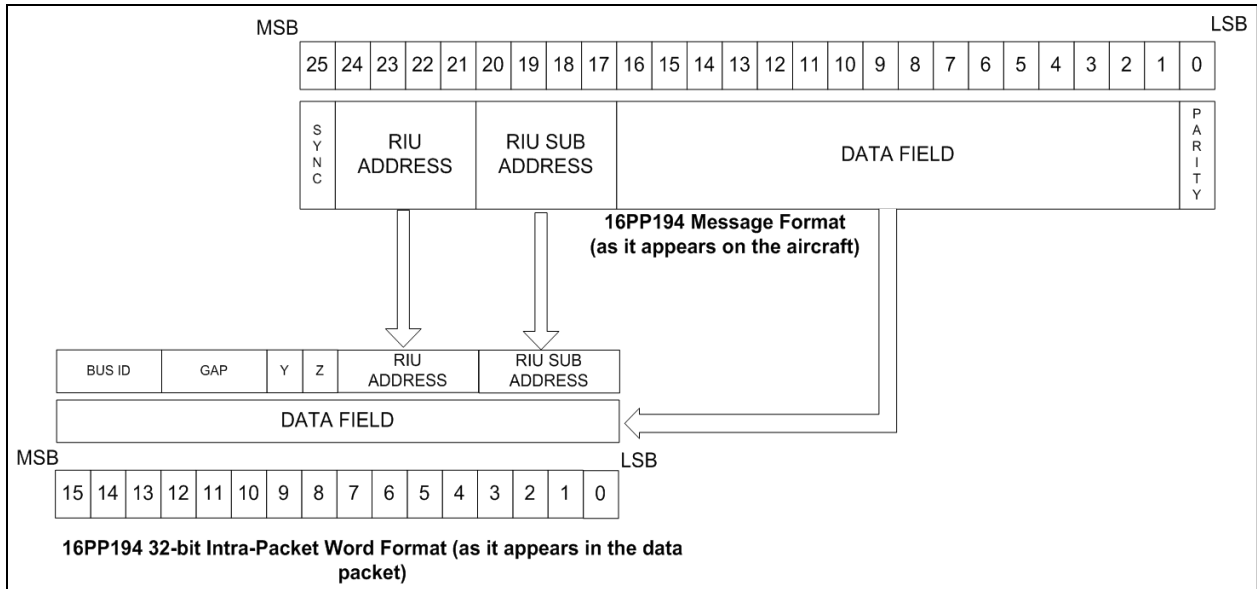 MSB LSB
25 24 23 22 21 20 19 18 17 16 15 14 13 12 11 10 9 8 7 6 5 4 3 2 1 0
SYNC
RIU
ADDRESS
RIU SUB
ADDRESS
DATA FIELD
PARITY
16PP194 Message Format
(as it appears on the aircraft)
BUS ID
GAP
Y
Z
RIU
ADDRESS
RIU SUB
ADDRESS
DATA FIELD
MSB LSB
15 14 13 12 11 10 9 8 7 6 5 4 3 2 1 0
16PP194 32-bit Intra-Packet Word Format (as it appears in the data
packet)